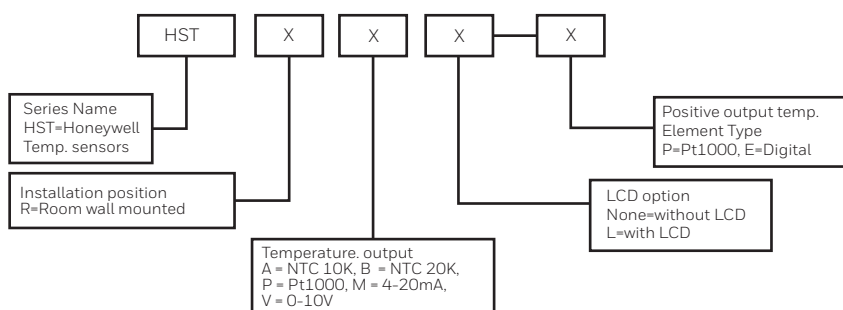 HST X X X X
Series Name
HST=Honeywell
Temp. sensors
Positive output temp.
Element Type
P=Pt1000, E=Digital
Installation position
R=Room wall mounted
LCD option
None=without LCD
L=with LCD
Temperature. output
A = NTC 10K, B = NTC 20K,
P = Pt1000, M = 4-20mA,
V = 0-10V